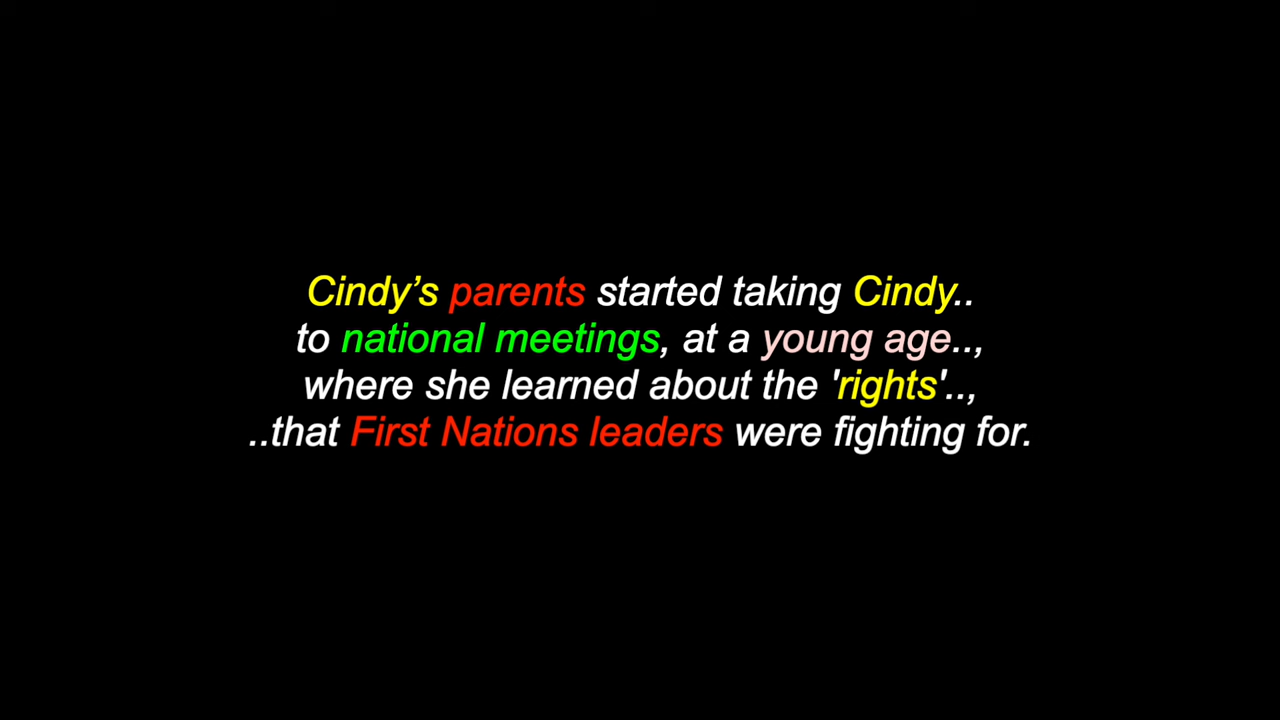 Cindy’s parents started taking Cindy..
to national meetings, at a young age..,
where she learned about the 'rights'..,
..that First Nations leaders were fighting for.